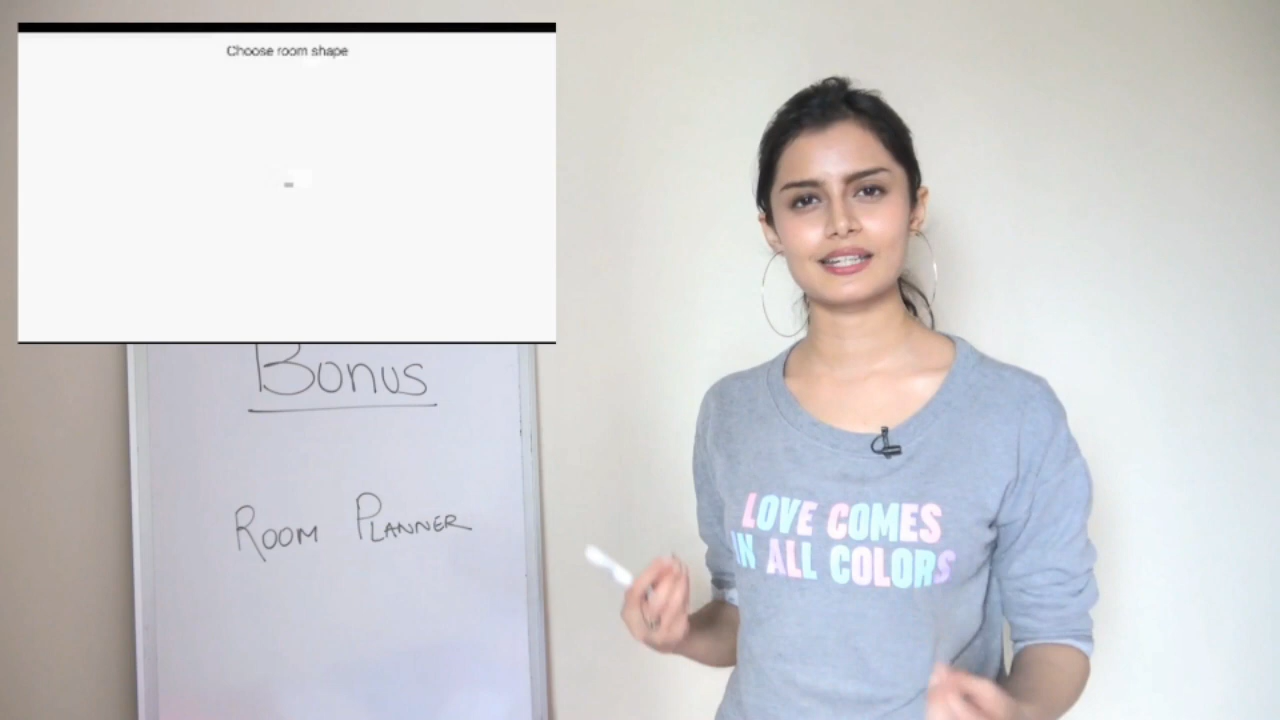 Choose room shape
Bonus
ROOM PLANNER
LOVE COMES
IN ALL COLORS